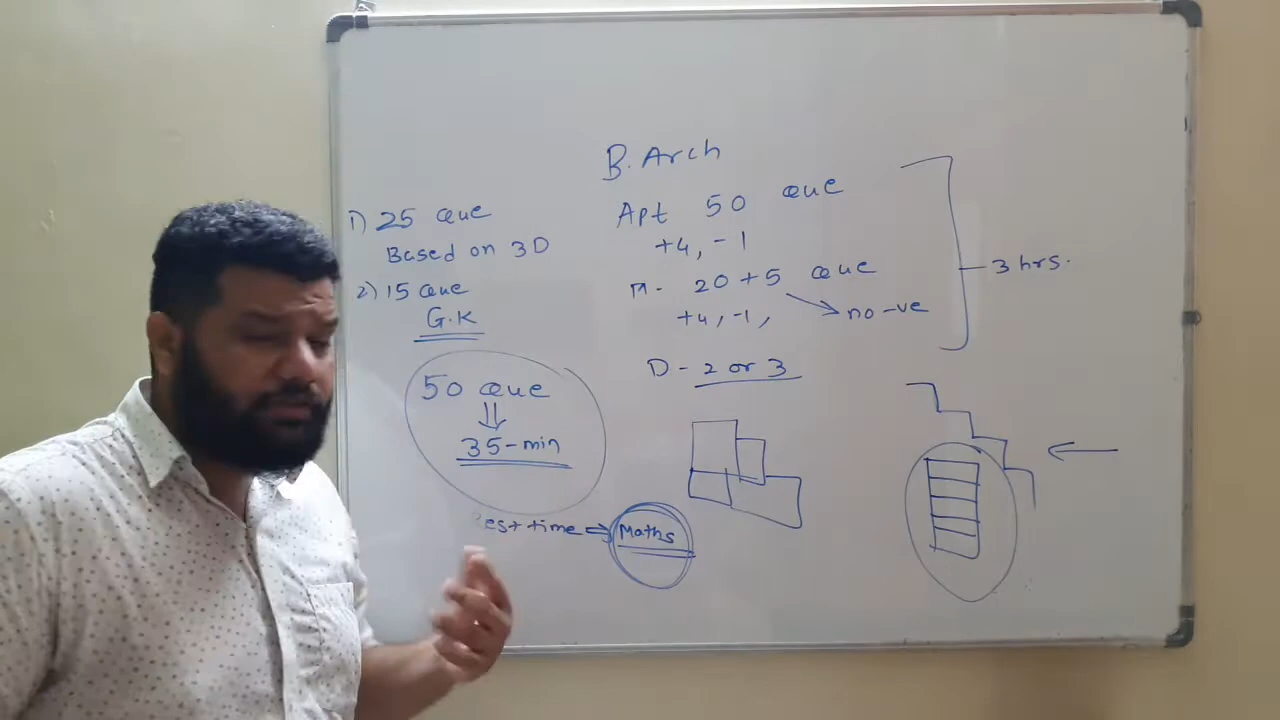 B. Arch
1) 25 que
Based on 3D
2) 15 que
G.K
50 que
35-min
Rest time ⇒ Maths
Apt 50 que
+4, -1
M- 20 + 5 que
+4, -1, no -ve
D - 2 or 3
3 hrs.